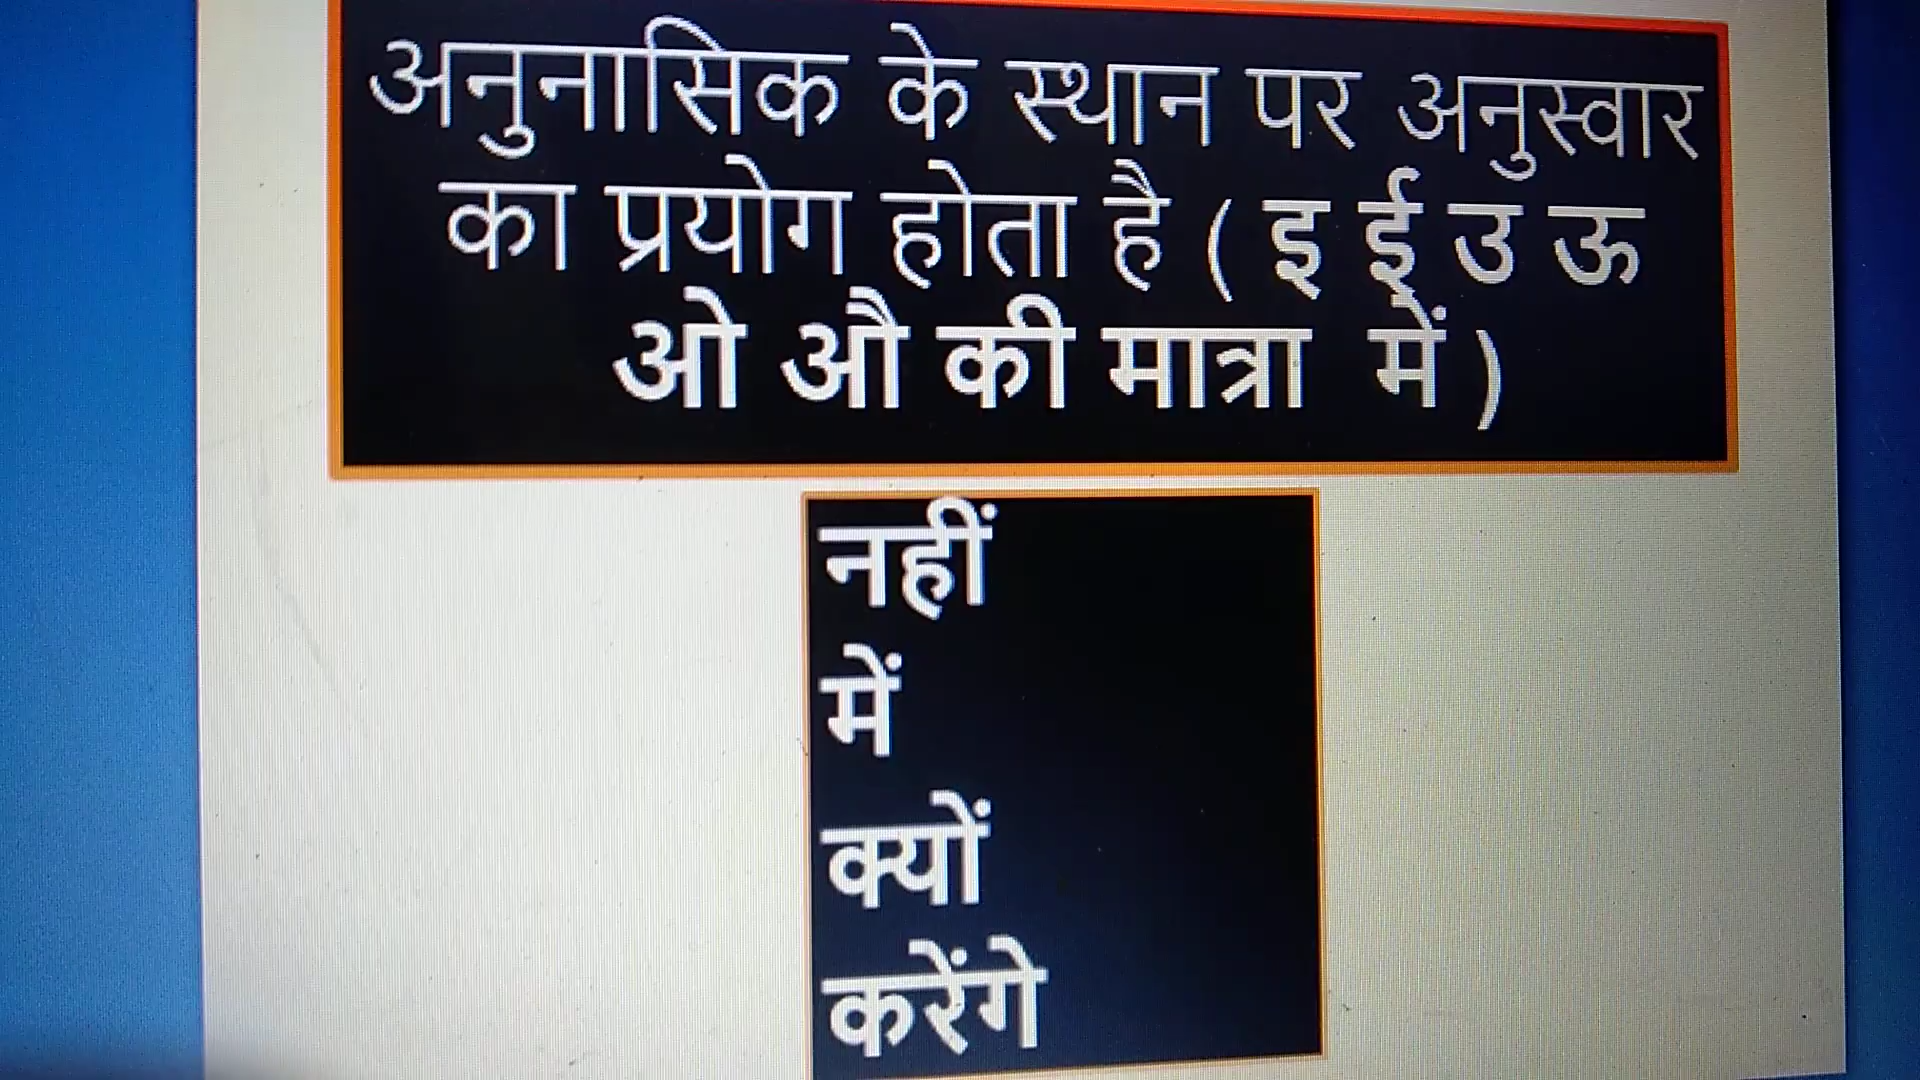 अनुनासिक के स्थान पर अनुस्वार
का प्रयोग होता है ( इ ई उ ऊ
ओ औ की मात्रा में )
नहीं
में
क्यों
करेंगे